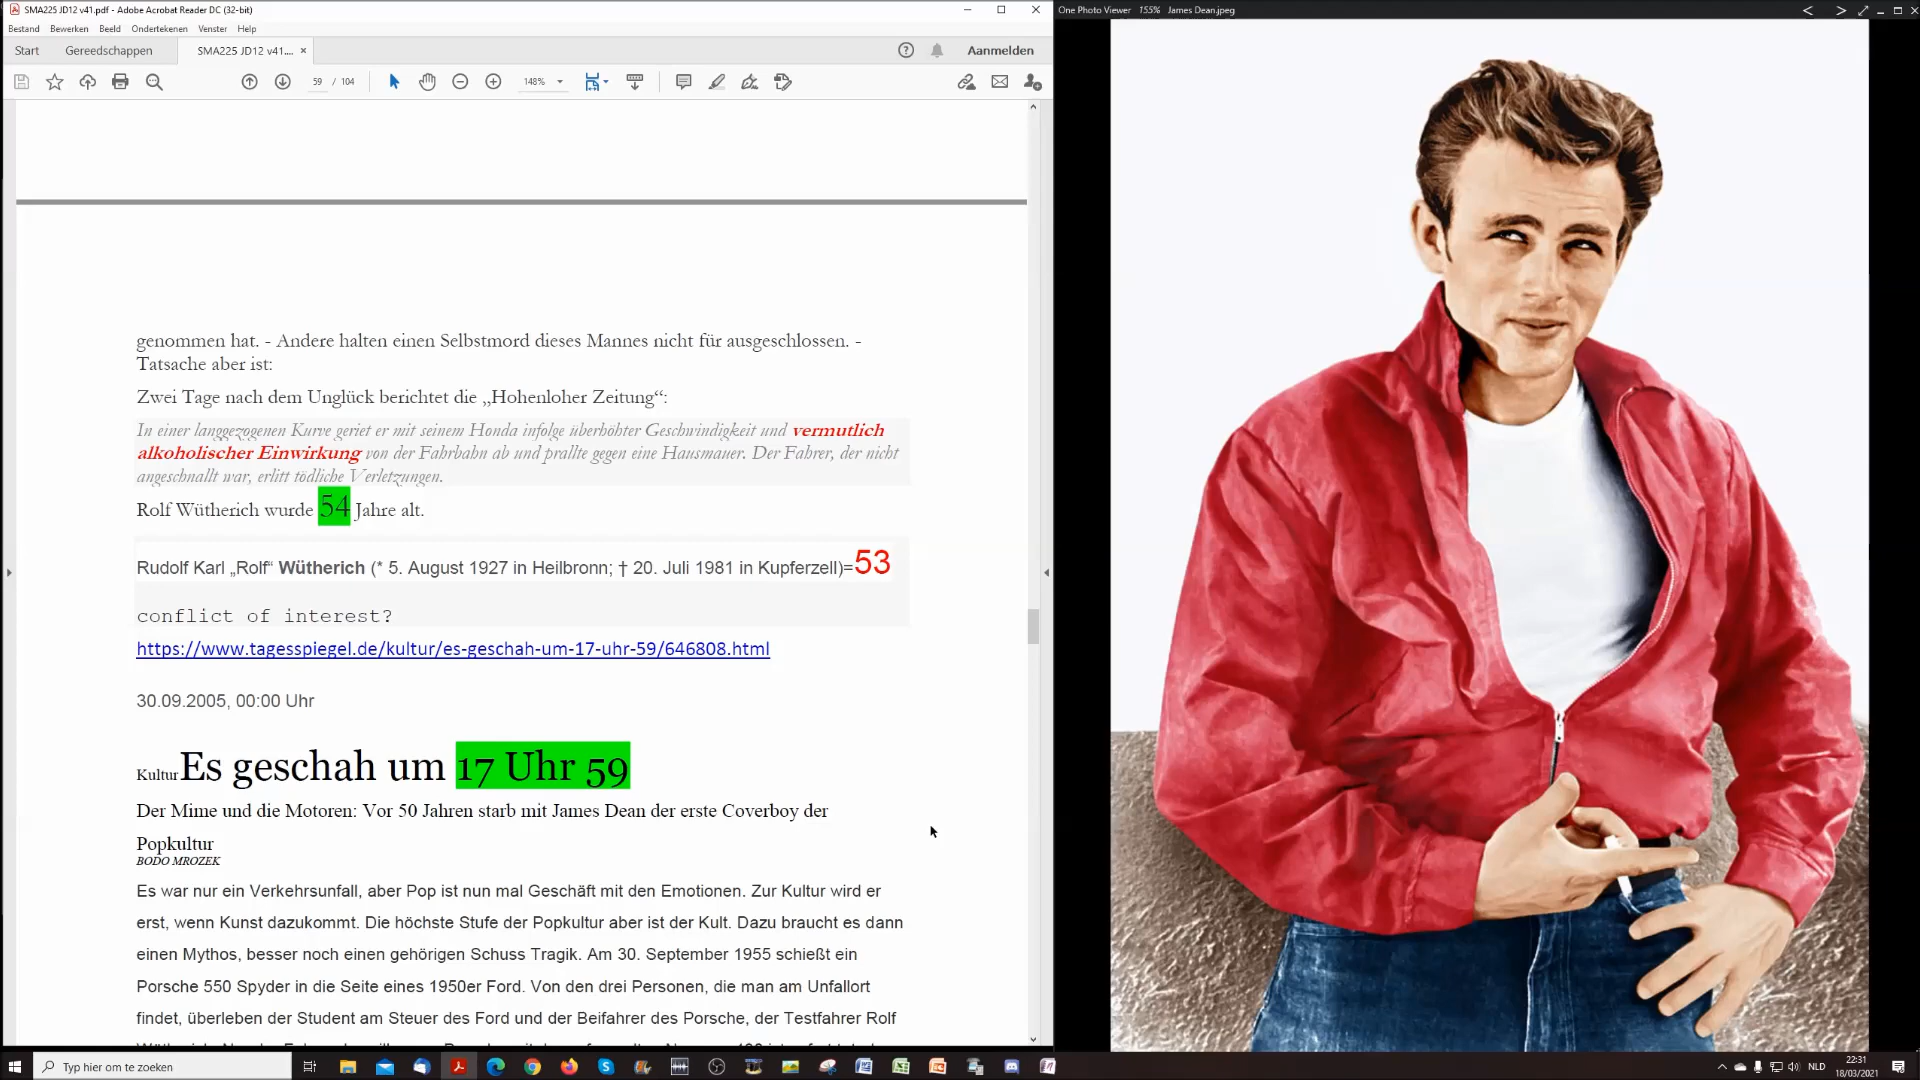 SMA225 JD12 v41.pdf - Adobe Acrobat Reader DC (32-bit)
Bestand Bewerken Beeld Ondertekenen Venster Help
Start Gereedschappen SMA225 JD12 v41.... × Aanmelden
59 / 104 148%
genommen hat. - Andere halten einen Selbstmord dieses Mannes nicht für ausgeschlossen. -
Tatsache aber ist:
Zwei Tage nach dem Unglück berichtet die „Hohenloher Zeitung“:
In einer langgezogenen Kurve geriet er mit seinem Honda infolge überhöhter Geschwindigkeit und vermutlich
alkoholischer Einwirkung von der Fahrbahn ab und prallte gegen eine Hausmauer. Der Fahrer, der nicht
angeschnallt war, erlitt tödliche Verletzungen.
Rolf Wütherich wurde 54 Jahre alt.
Rudolf Karl „Rolf“ Wütherich (* 5. August 1927 in Heilbronn; † 20. Juli 1981 in Kupferzell)=53
conflict of interest?
https://www.tagesspiegel.de/kultur/es-geschah-um-17-uhr-59/646808.html
30.09.2005, 00:00 Uhr
KulturEs geschah um 17 Uhr 59
Der Mime und die Motoren: Vor 50 Jahren starb mit James Dean der erste Coverboy der
Popkultur
BODO MROZEK
Es war nur ein Verkehrsunfall, aber Pop ist nun mal Geschäft mit den Emotionen. Zur Kultur wird er
erst, wenn Kunst dazukommt. Die höchste Stufe der Popkultur aber ist der Kult. Dazu braucht es dann
einen Mythos, besser noch einen gehörigen Schuss Tragik. Am 30. September 1955 schießt ein
Porsche 550 Spyder in die Seite eines 1950er Ford. Von den drei Personen, die man am Unfallort
findet, überleben der Student am Steuer des Ford und der Beifahrer des Porsche, der Testfahrer Rolf
One Photo Viewer 155% James Dean.jpeg
Typ hier om te zoeken
NLD
22:31
18/03/2021